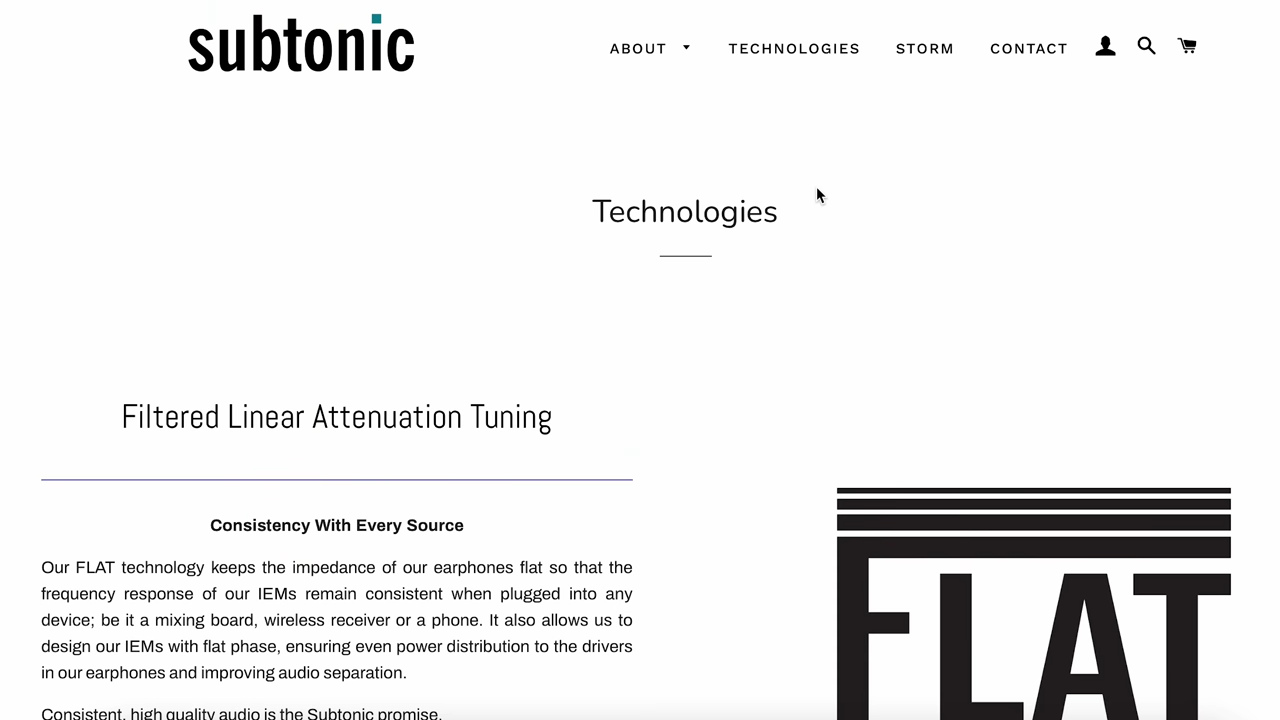 subtonic
ABOUT
TECHNOLOGIES
STORM
CONTACT
Technologies
Filtered Linear Attenuation Tuning
Consistency With Every Source
Our FLAT technology keeps the impedance of our earphones flat so that the
frequency response of our IEMs remain consistent when plugged into any
device; be it a mixing board, wireless receiver or a phone. It also allows us to
design our IEMs with flat phase, ensuring even power distribution to the drivers
in our earphones and improving audio separation.
Consistent, high quality audio is the Subtonic promise.
FLAT